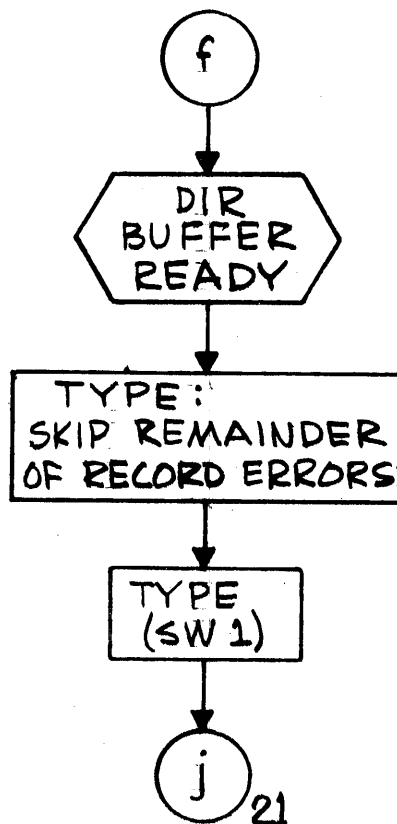 f
DIR
BUFFER
READY
TYPE:
SKIP REMAINDER
OF RECORD ERRORS
TYPE
(SW 1)
j
21